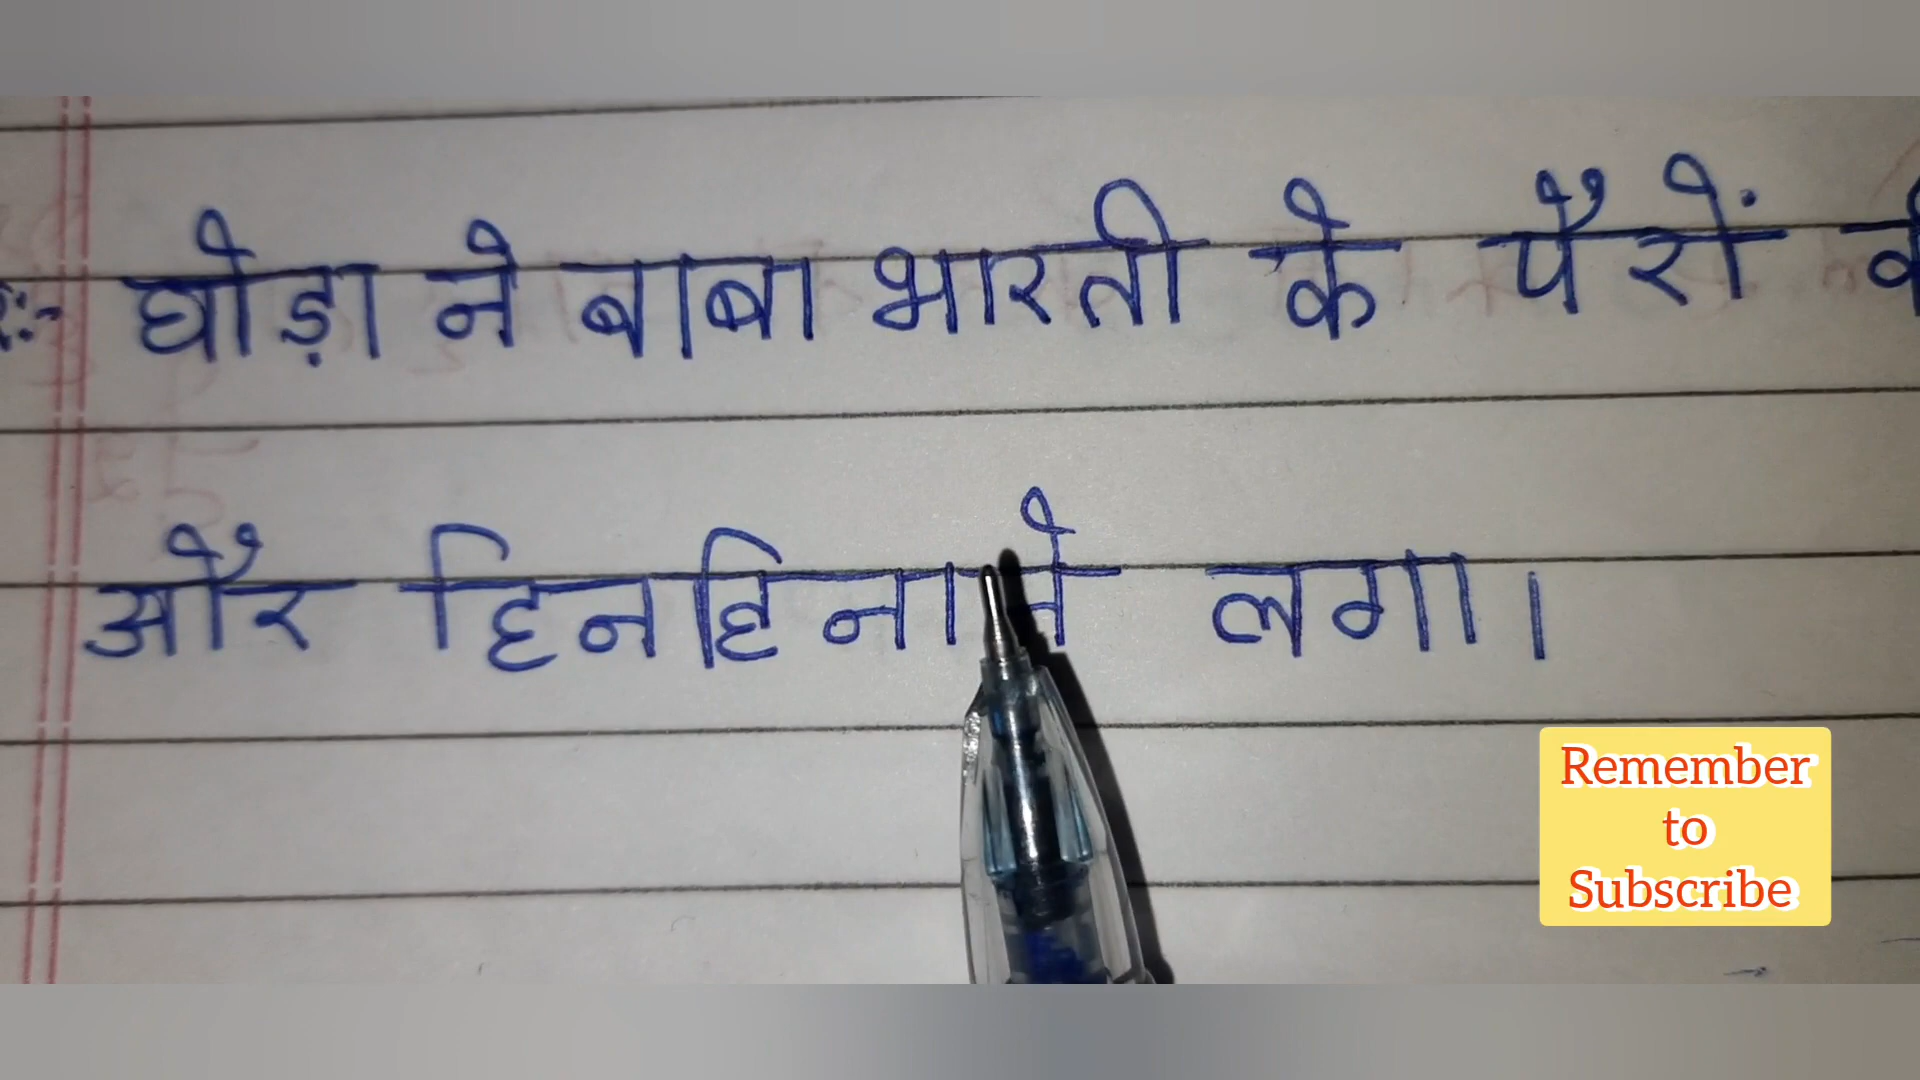 घोड़ा ने बाबा भारती के पैरों
और हिनहिनाने लगा।
Remember
to
Subscribe